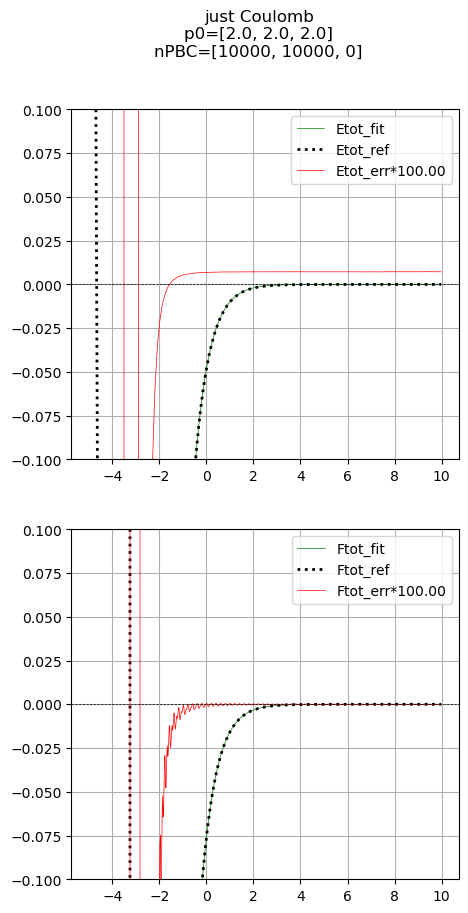 just Coulomb
p0=[2.0, 2.0, 2.0]
nPBC=[10000, 10000, 0]
0.100
0.075
0.050
0.025
0.000
−0.025
−0.050
−0.075
−0.100
Etot_fit
Etot_ref
Etot_err*100.00
−4 −2 0 2 4 6 8 10
0.100
0.075
0.050
0.025
0.000
−0.025
−0.050
−0.075
−0.100
Ftot_fit
Ftot_ref
Ftot_err*100.00
−4 −2 0 2 4 6 8 10